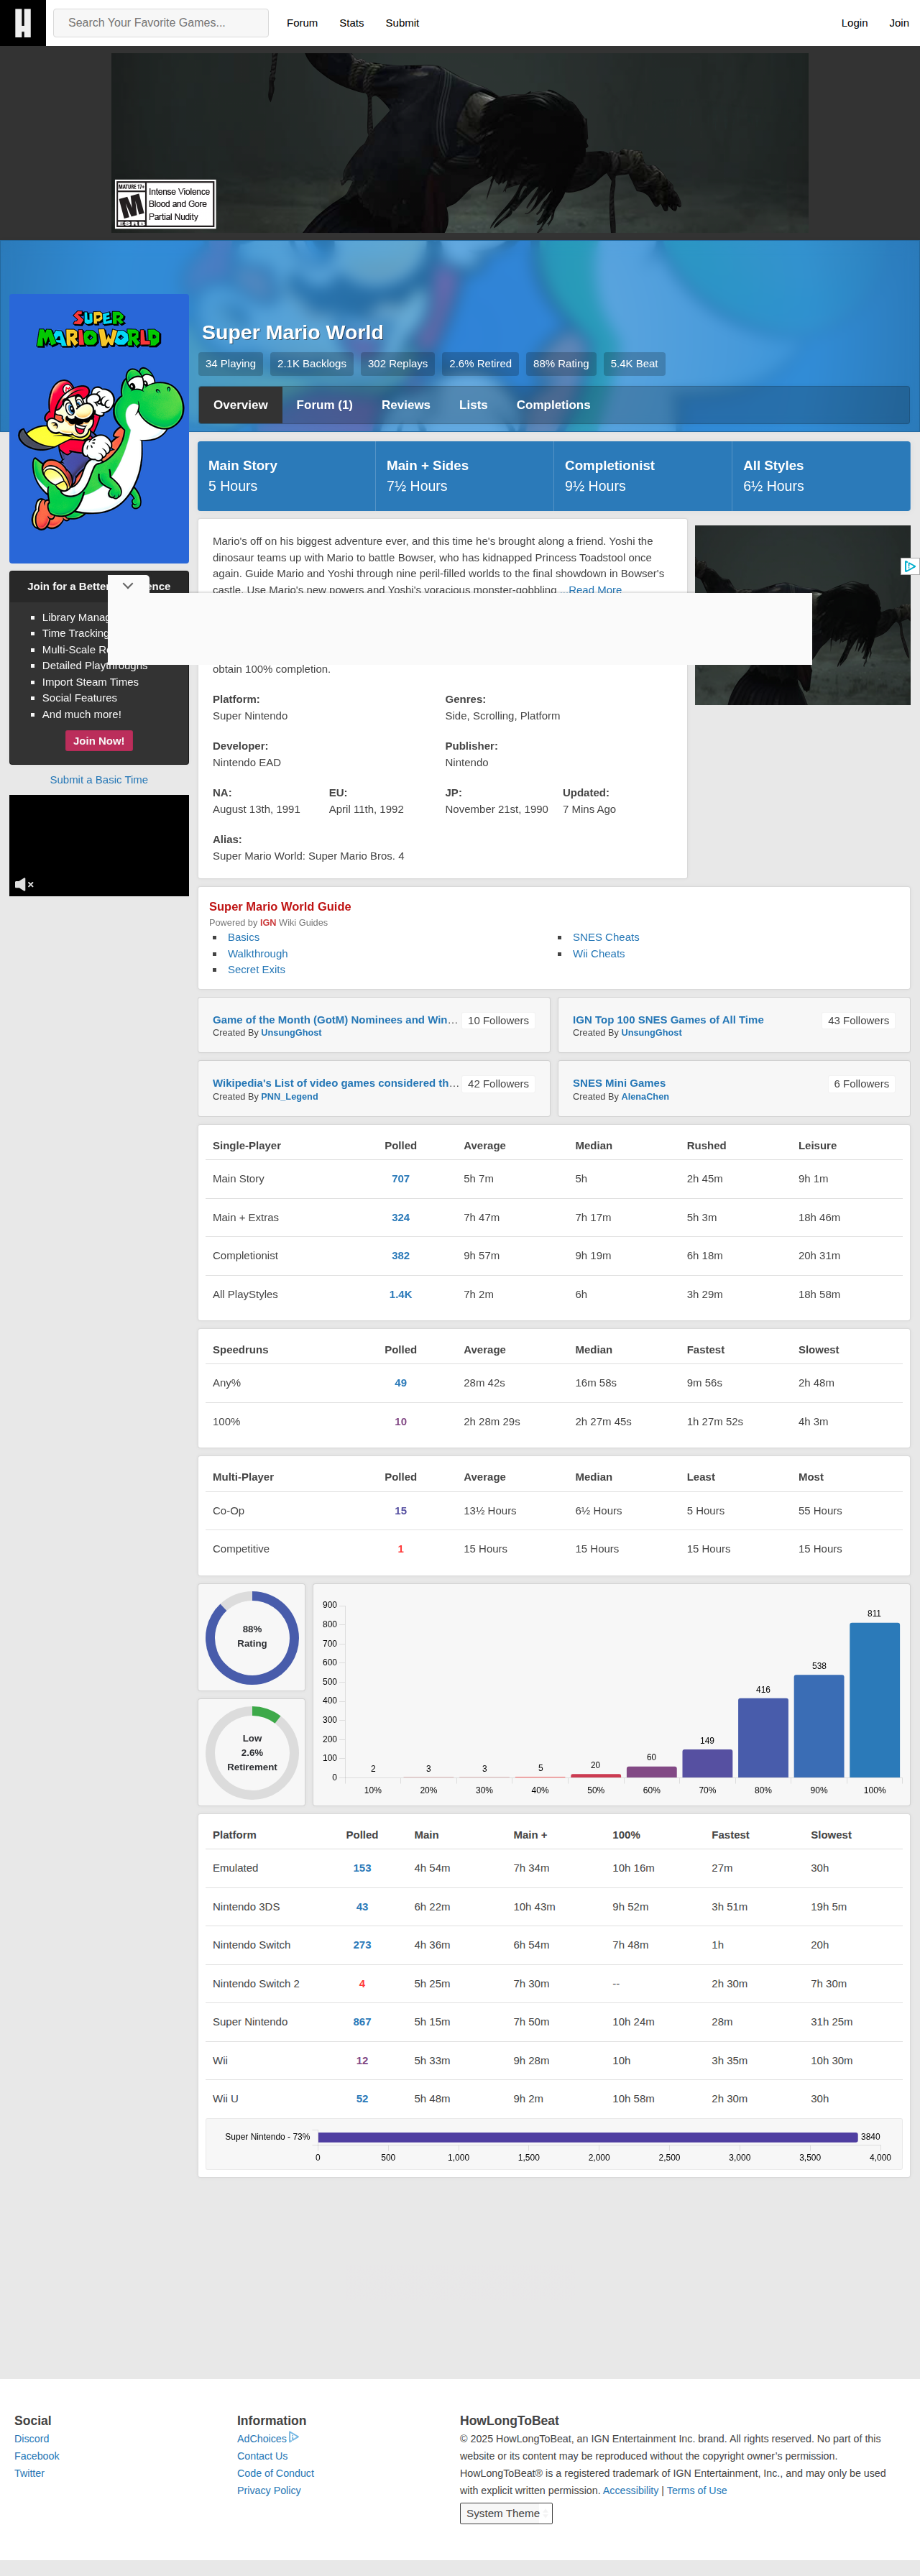 H
Search Your Favorite Games...
Forum Stats Submit Login Join
MATURE 17+
M
ESRB
Intense Violence
Blood and Gore
Partial Nudity
SUPER
MARIO WORLD
Super Mario World
34 Playing 2.1K Backlogs 302 Replays 2.6% Retired 88% Rating 5.4K Beat
Overview Forum (1) Reviews Lists Completions
Main Story Main + Sides Completionist All Styles
5 Hours 7½ Hours 9½ Hours 6½ Hours
Join for a Better
Library
Time Tracking
Multi-Scale
Detailed Playthroughs
Import Steam Times
Social Features
And much more!
Join Now!
Submit a Basic Time
Mario's off on his biggest adventure ever, and this time he's brought along a friend. Yoshi the
dinosaur teams up with Mario to battle Bowser, who has kidnapped Princess Toadstool once
again. Guide Mario and Yoshi through nine peril-filled worlds to the final showdown in Bowser's
castle. Use Mario's new powers and Yoshi's voracious monster-gobbling ...Read More
obtain 100% completion.
Platform: Genres:
Super Nintendo Side, Scrolling, Platform
Developer: Publisher:
Nintendo EAD Nintendo
NA: EU: JP: Updated:
August 13th, 1991 April 11th, 1992 November 21st, 1990 7 Mins Ago
Alias:
Super Mario World: Super Mario Bros. 4
Super Mario World Guide
Powered by IGN Wiki Guides
Basics SNES Cheats
Walkthrough Wii Cheats
Secret Exits
Game of the Month (GotM) Nominees and Win... 10 Followers
Created By UnsungGhost
IGN Top 100 SNES Games of All Time 43 Followers
Created By UnsungGhost
Wikipedia's List of video games considered th... 42 Followers
Created By PNN_Legend
SNES Mini Games 6 Followers
Created By AlenaChen
Single-Player Polled Average Median Rushed Leisure
Main Story 707 5h 7m 5h 2h 45m 9h 1m
Main + Extras 324 7h 47m 7h 17m 5h 3m 18h 46m
Completionist 382 9h 57m 9h 19m 6h 18m 20h 31m
All PlayStyles 1.4K 7h 2m 6h 3h 29m 18h 58m
Speedruns Polled Average Median Fastest Slowest
Any% 49 28m 42s 16m 58s 9m 56s 2h 48m
100% 10 2h 28m 29s 2h 27m 45s 1h 27m 52s 4h 3m
Multi-Player Polled Average Median Least Most
Co-Op 15 13½ Hours 6½ Hours 5 Hours 55 Hours
Competitive 1 15 Hours 15 Hours 15 Hours 15 Hours
88%
Rating
Low
2.6%
Retirement
900
800
700
600
500
400
300
200
100
0
2 3 3 5 20 60 149 416 538 811
10% 20% 30% 40% 50% 60% 70% 80% 90% 100%
Platform Polled Main Main + 100% Fastest Slowest
Emulated 153 4h 54m 7h 34m 10h 16m 27m 30h
Nintendo 3DS 43 6h 22m 10h 43m 9h 52m 3h 51m 19h 5m
Nintendo Switch 273 4h 36m 6h 54m 7h 48m 1h 20h
Nintendo Switch 2 4 5h 25m 7h 30m -- 2h 30m 7h 30m
Super Nintendo 867 5h 15m 7h 50m 10h 24m 28m 31h 25m
Wii 12 5h 33m 9h 28m 10h 3h 35m 10h 30m
Wii U 52 5h 48m 9h 2m 10h 58m 2h 30m 30h
Super Nintendo - 73% 3840
0 500 1,000 1,500 2,000 2,500 3,000 3,500 4,000
Social
Discord
Facebook
Twitter
Information
AdChoices
Contact Us
Code of Conduct
Privacy Policy
HowLongToBeat
© 2025 HowLongToBeat, an IGN Entertainment Inc. brand. All rights reserved. No part of this
website or its content may be reproduced without the copyright owner's permission.
HowLongToBeat® is a registered trademark of IGN Entertainment, Inc., and may only be used
with explicit written permission. Accessibility | Terms of Use
System Theme